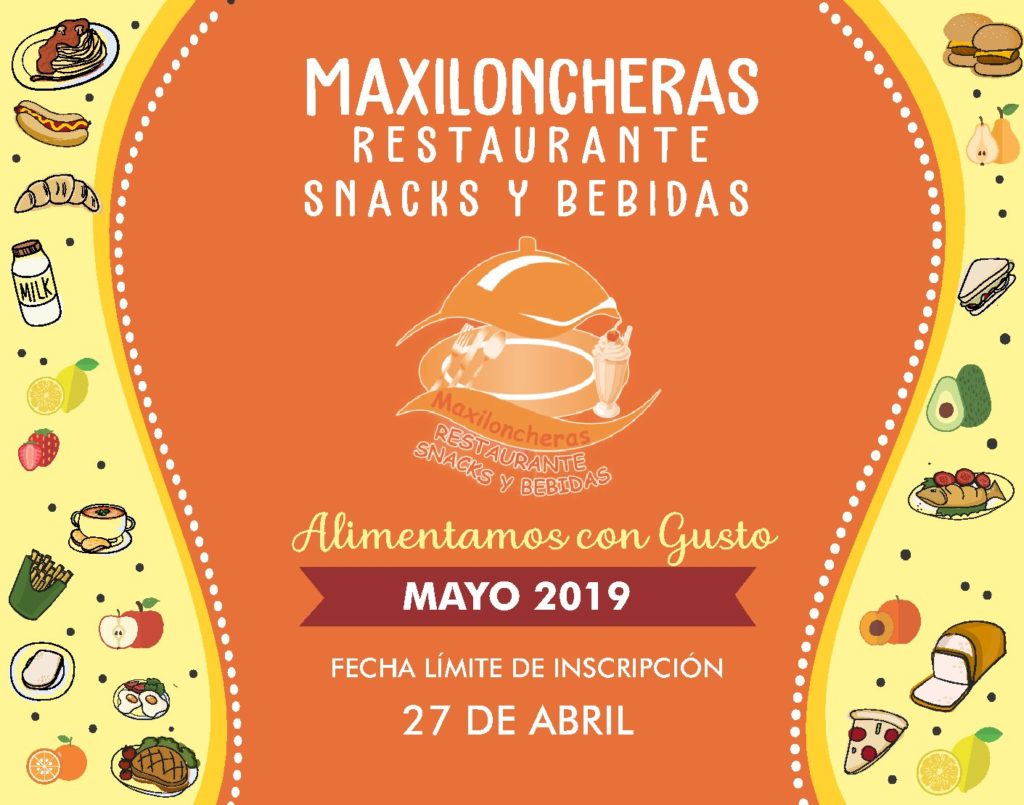 MAXILONCHERAS
RESTAURANTE
SNACKS Y BEBIDAS
MILK
Maxiloncheras
RESTAURANTE
SNACKS Y BEBIDAS
Alimentamos con Gusto
MAYO 2019
FECHA LÍMITE DE INSCRIPCIÓN
27 DE ABRIL